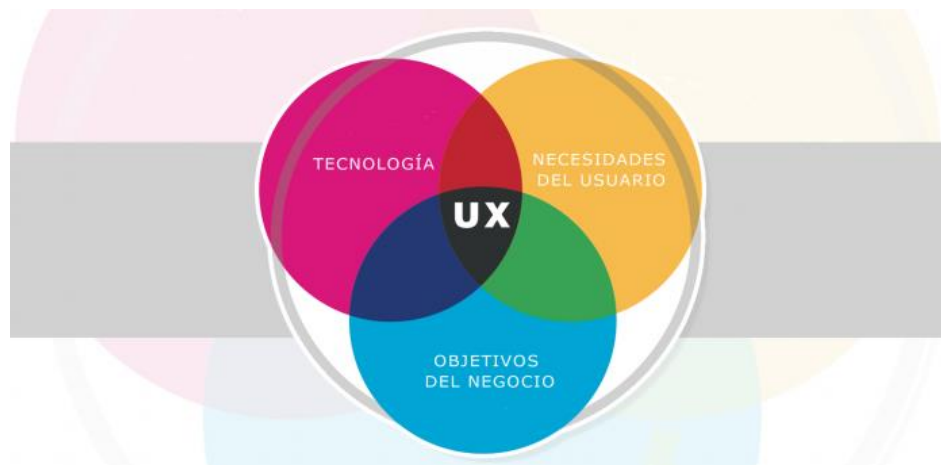 TECNOLOGÍA
NECESIDADES
DEL USUARIO
UX
OBJETIVOS
DEL NEGOCIO